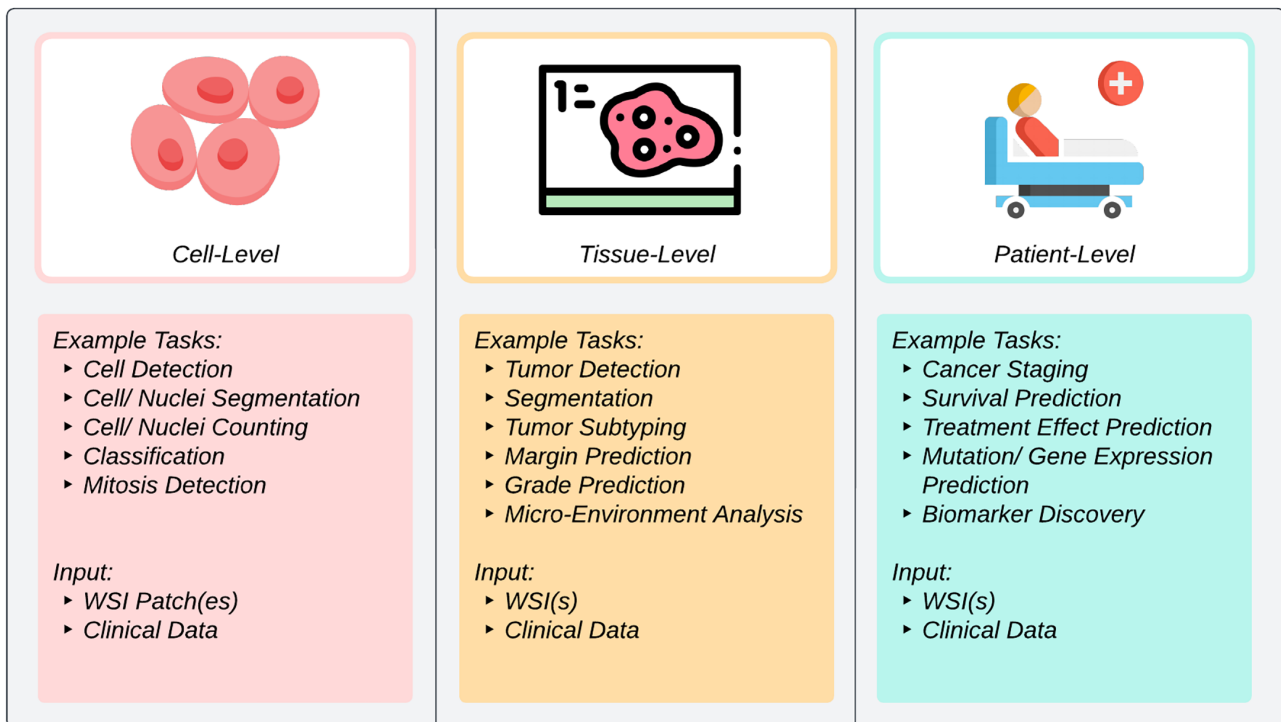 1=
Cell-Level
Tissue-Level
Patient-Level
Example Tasks:
‣ Cell Detection
‣ Cell/ Nuclei Segmentation
‣ Cell/ Nuclei Counting
‣ Classification
‣ Mitosis Detection
Input:
‣ WSI Patch(es)
‣ Clinical Data
Example Tasks:
‣ Tumor Detection
‣ Segmentation
‣ Tumor Subtyping
‣ Margin Prediction
‣ Grade Prediction
‣ Micro-Environment Analysis
Input:
‣ WSI(s)
‣ Clinical Data
Example Tasks:
‣ Cancer Staging
‣ Survival Prediction
‣ Treatment Effect Prediction
‣ Mutation/ Gene Expression
Prediction
‣ Biomarker Discovery
Input:
‣ WSI(s)
‣ Clinical Data